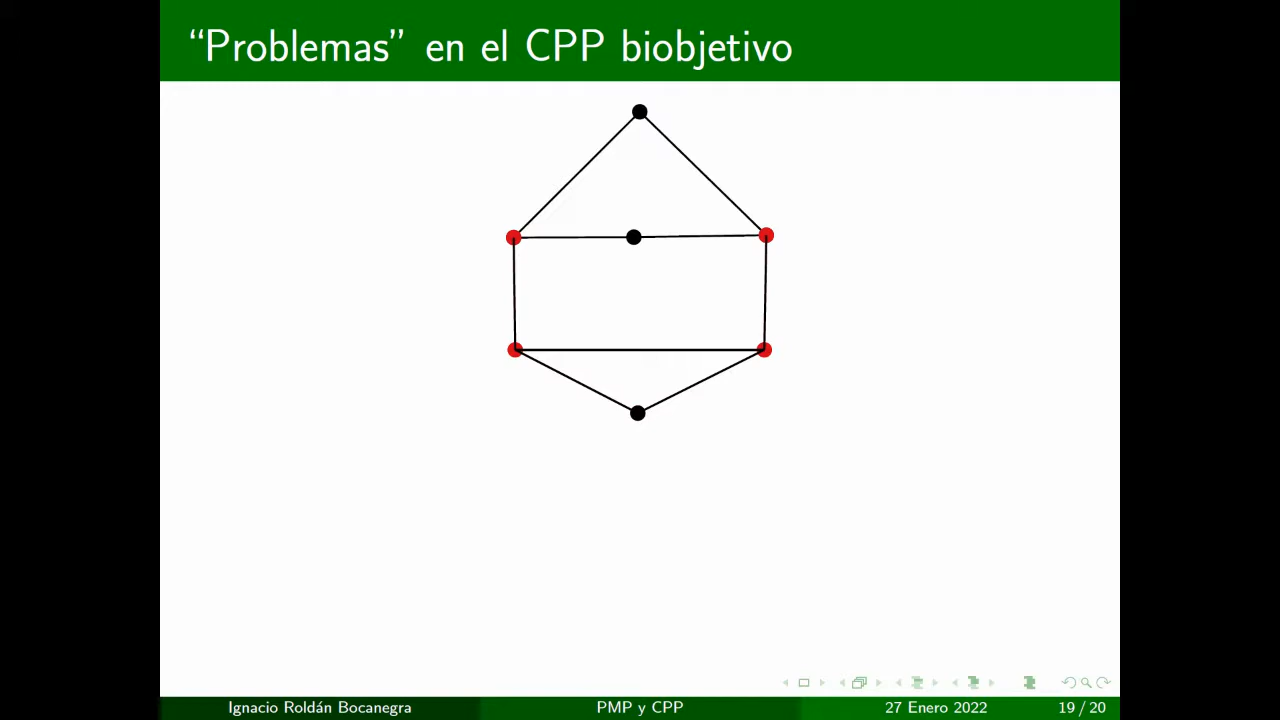 “Problemas” en el CPP biobjetivo
Ignacio Roldán Bocanegra
PMP y CPP
27 Enero 2022
19 / 20